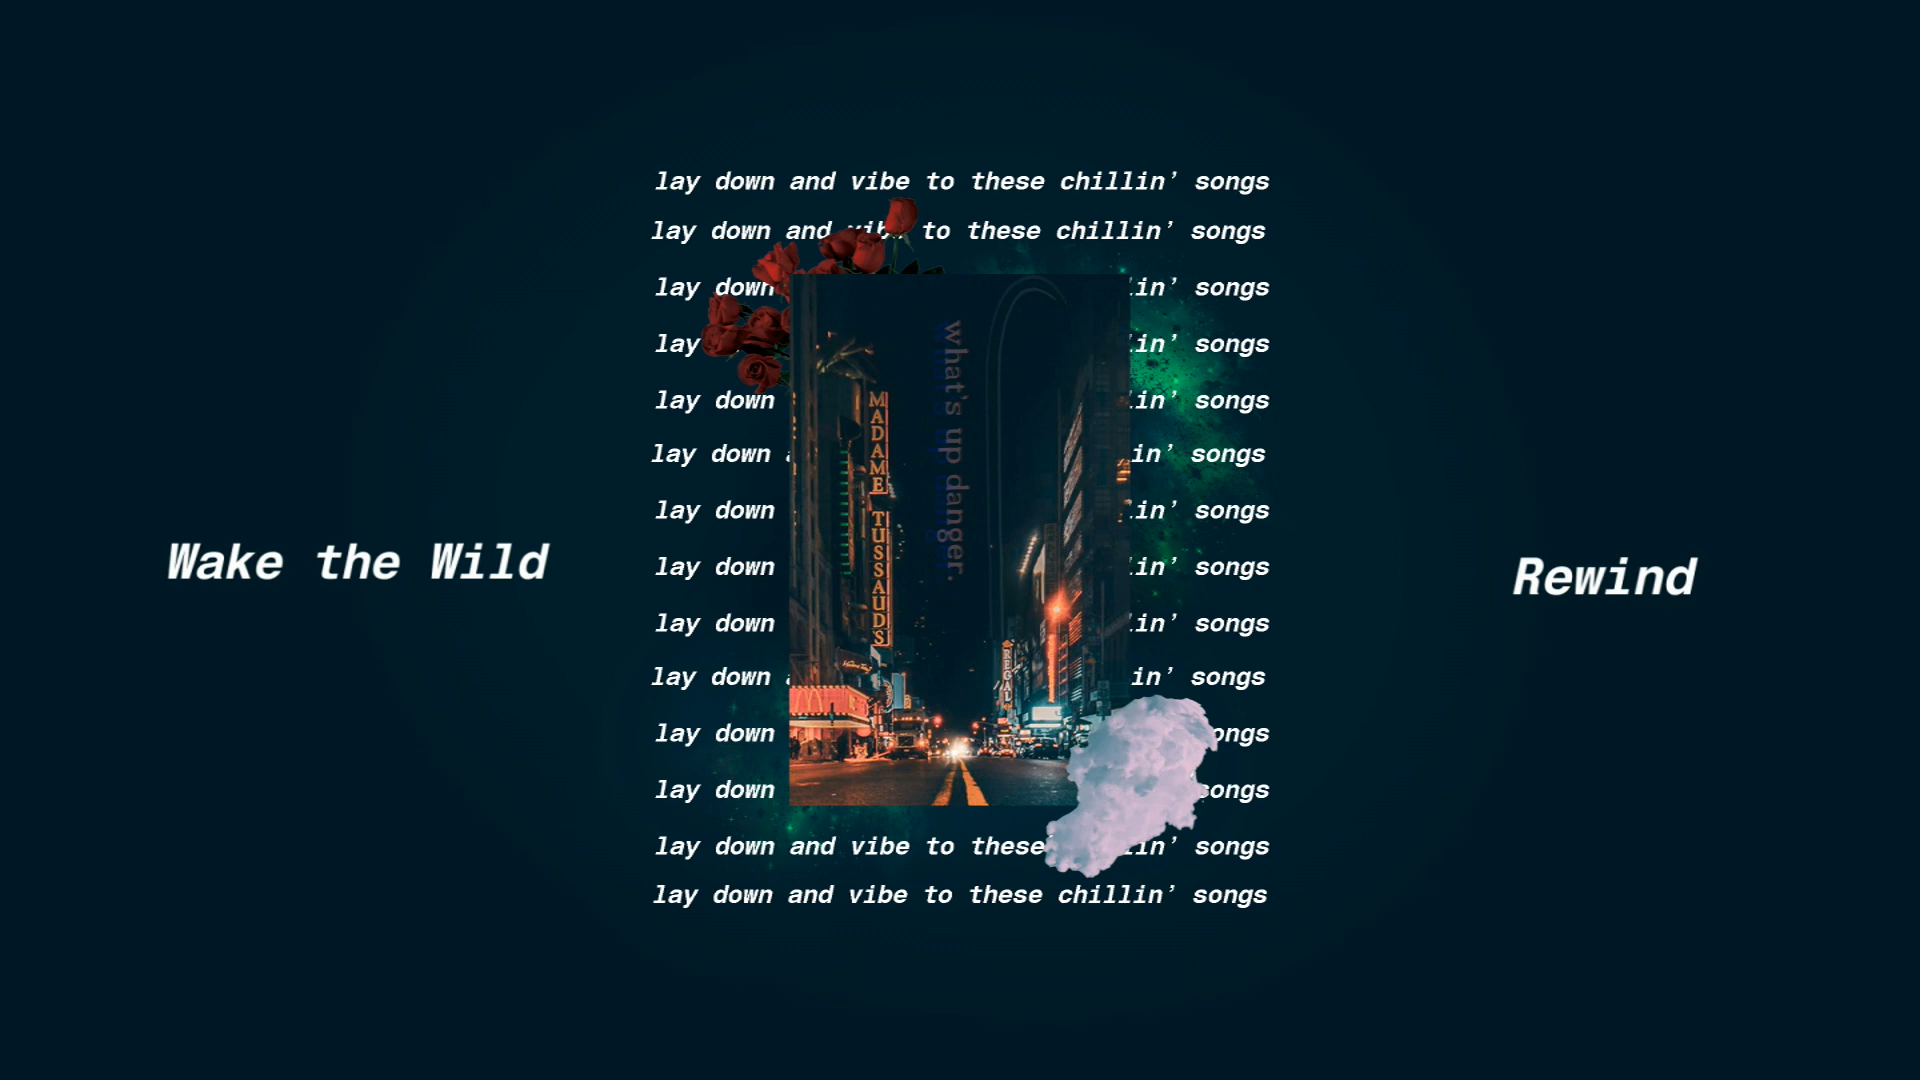 lay down and vibe to these chillin’ songs
lay down and vibe to these chillin’ songs
lay down in’ songs
lay in’ songs
lay down in’ songs
lay down in’ songs
lay down in’ songs
lay down in’ songs
lay down in’ songs
lay down in’ songs
lay down ongs
lay down songs
lay down and vibe to these in’ songs
lay down and vibe to these chillin’ songs
what's up danger.
MADAME TUSSAUDS
REGAL
Wake the Wild
Rewind